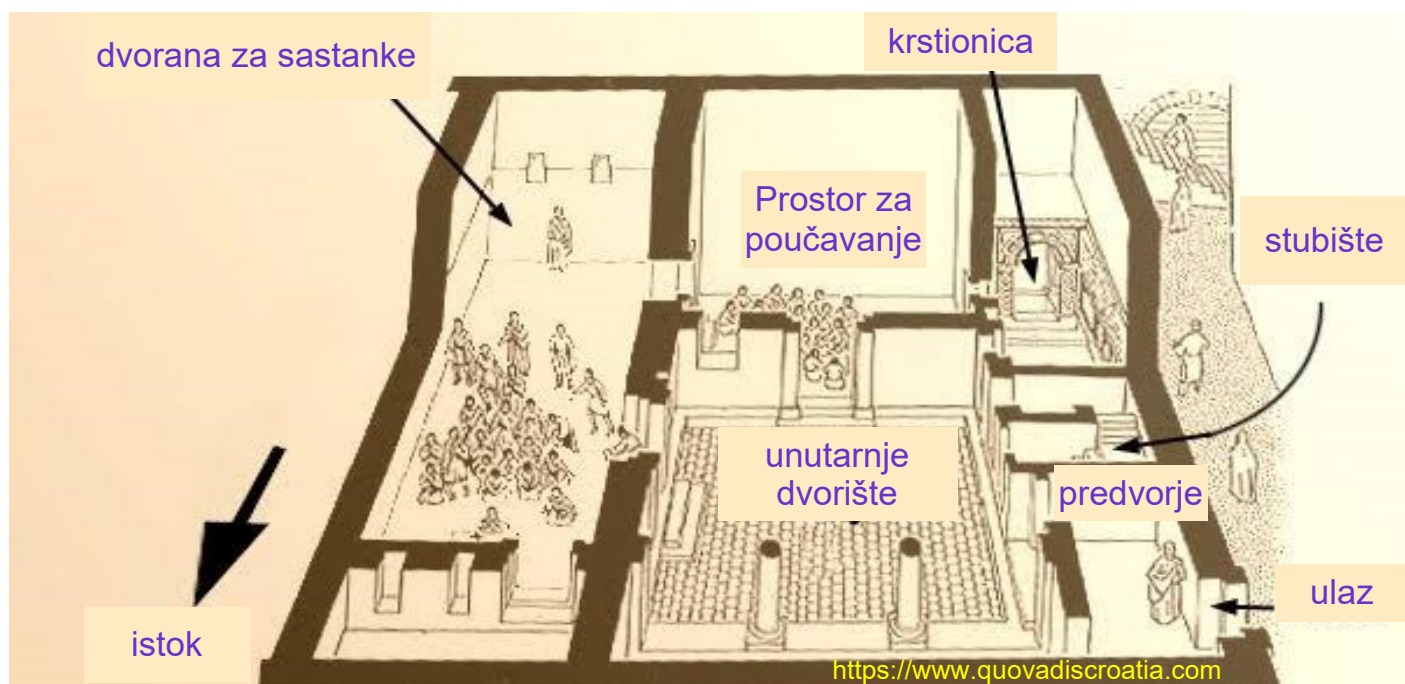 dvorana za sastanke
krstionica
Prostor za
poučavanje
stubište
unutarnje
dvorište
predvorje
ulaz
istok
https://www.quovadiscroatia.com